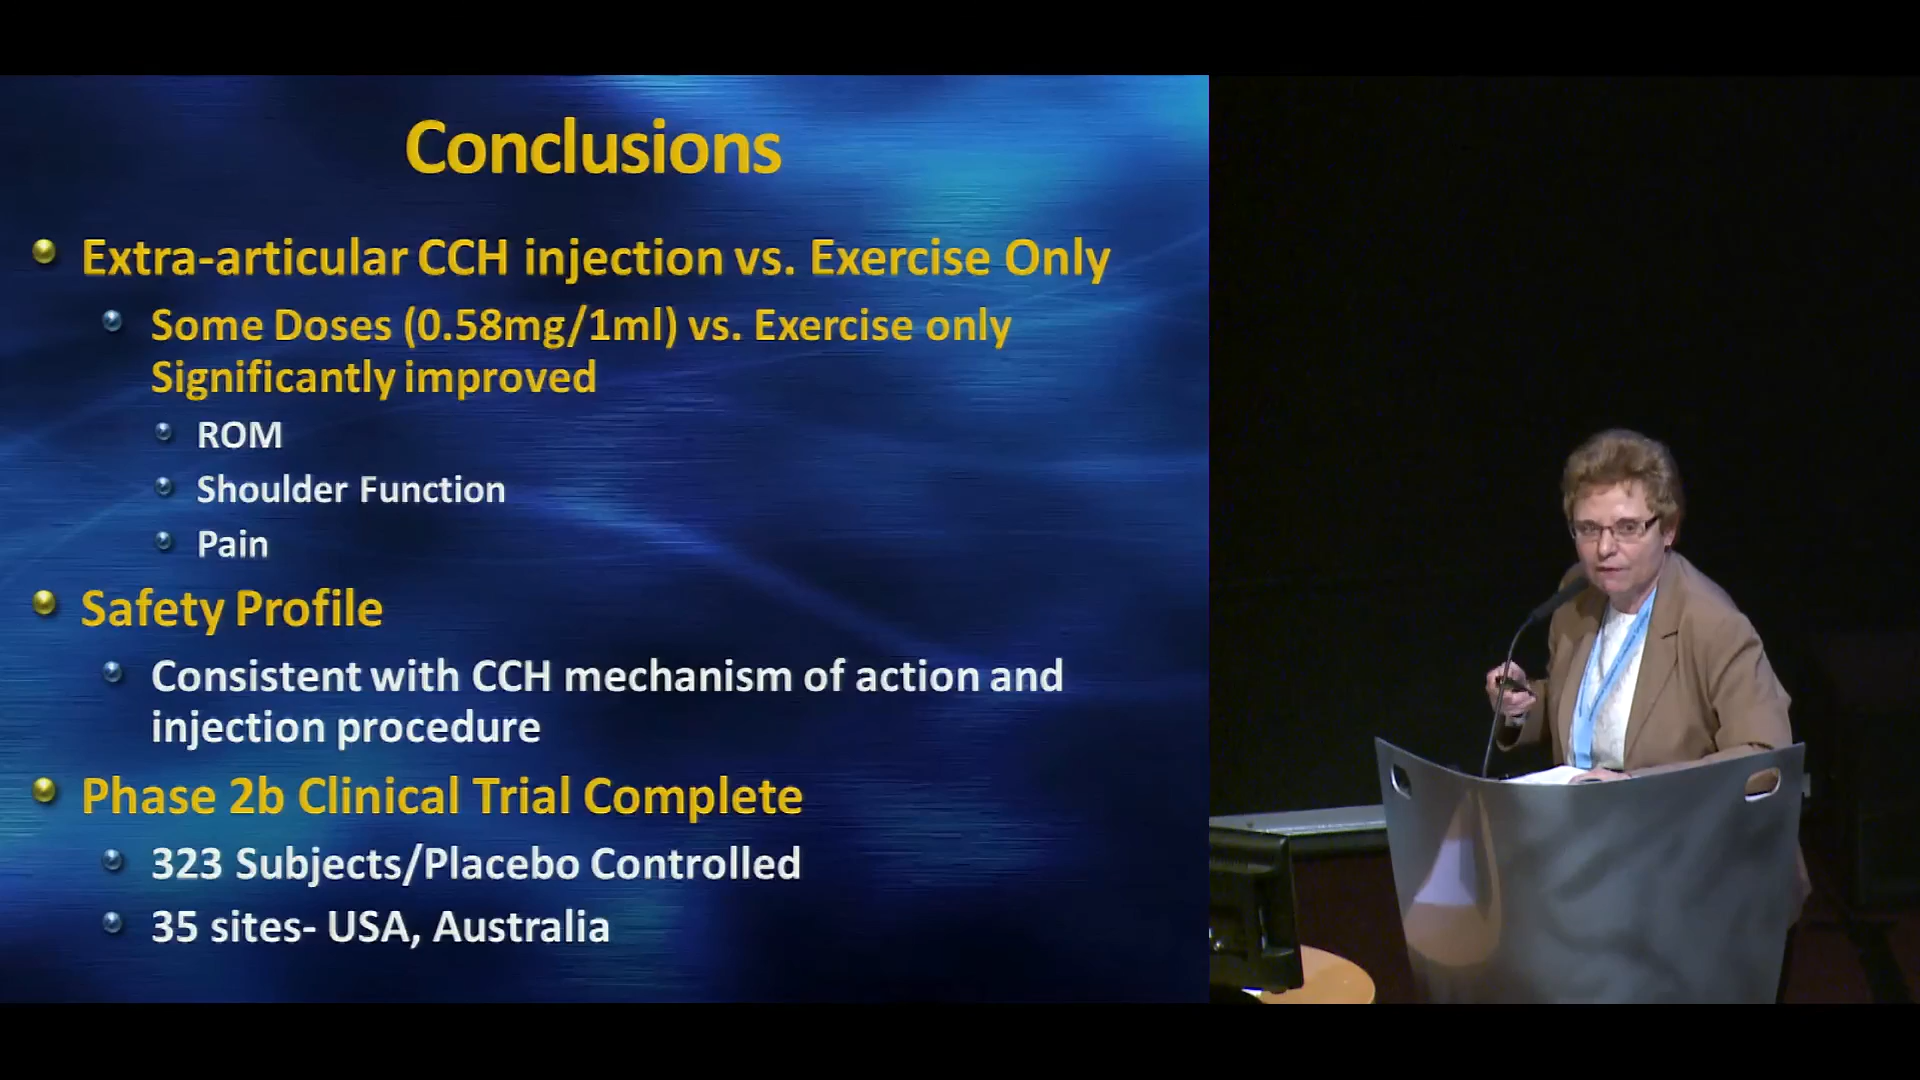 Conclusions
Extra-articular CCH injection vs. Exercise Only
Some Doses (0.58mg/1ml) vs. Exercise only
Significantly improved
ROM
Shoulder Function
Pain
Safety Profile
Consistent with CCH mechanism of action and
injection procedure
Phase 2b Clinical Trial Complete
323 Subjects/Placebo Controlled
35 sites- USA, Australia